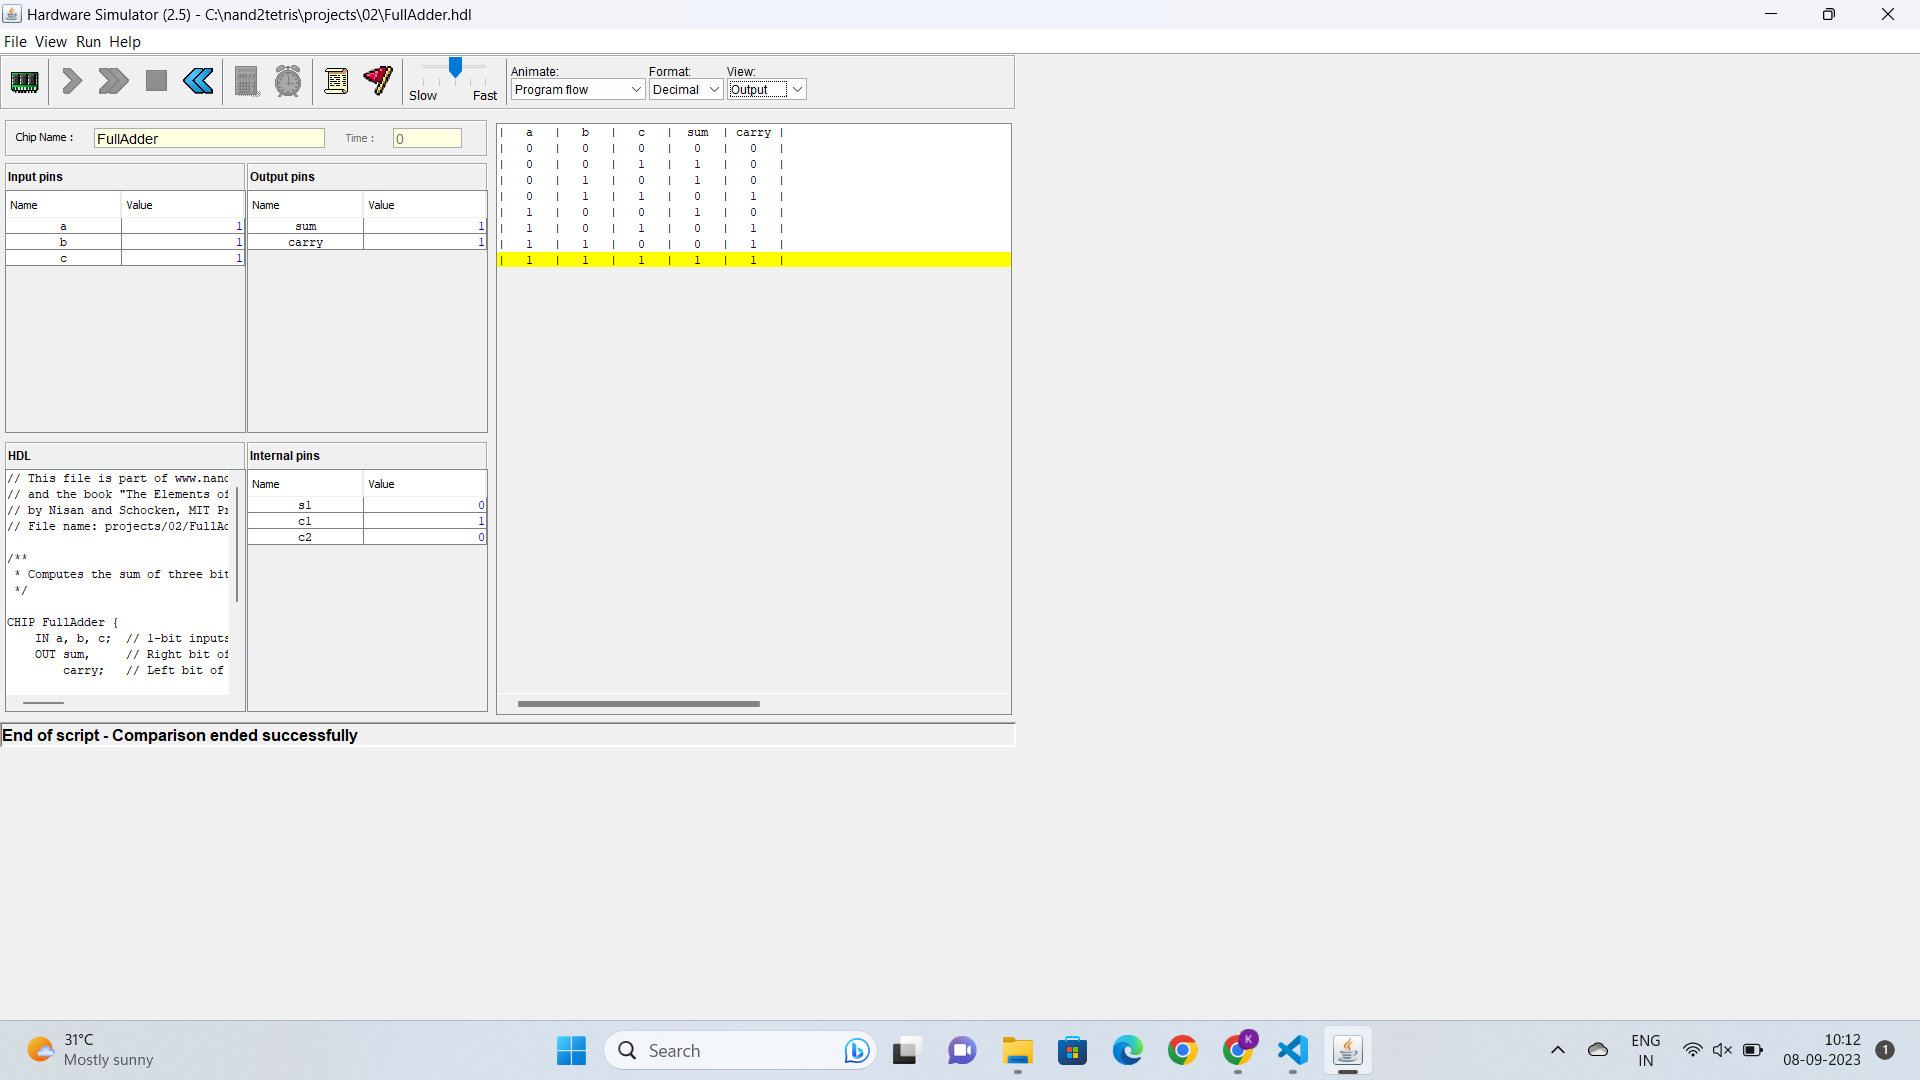 Hardware Simulator (2.5) - C:\nand2tetris\projects\02\FullAdder.hdl
File View Run Help
Slow Fast
Animate:
Program flow
Format:
Decimal
View:
Output
Chip Name :
FullAdder
Time :
0
Input pins
Name Value
a 1
b 1
c 1
Output pins
Name Value
sum 1
carry 1
| a | b | c | sum | carry |
| 0 | 0 | 0 | 0 | 0 |
| 0 | 0 | 1 | 1 | 0 |
| 0 | 1 | 0 | 1 | 0 |
| 0 | 1 | 1 | 0 | 1 |
| 1 | 0 | 0 | 1 | 0 |
| 1 | 0 | 1 | 0 | 1 |
| 1 | 1 | 0 | 0 | 1 |
| 1 | 1 | 1 | 1 | 1 |
HDL
// This file is part of www.nand
// and the book "The Elements of
// by Nisan and Schocken, MIT Pr
// File name: projects/02/FullAd
/**
* Computes the sum of three bit
*/
CHIP FullAdder {
IN a, b, c; // 1-bit inputs
OUT sum, // Right bit of
carry; // Left bit of
Internal pins
Name Value
s1 0
c1 1
c2 0
End of script - Comparison ended successfully
31°C
Mostly sunny
Search
K
ENG
IN
10:12
08-09-2023
1